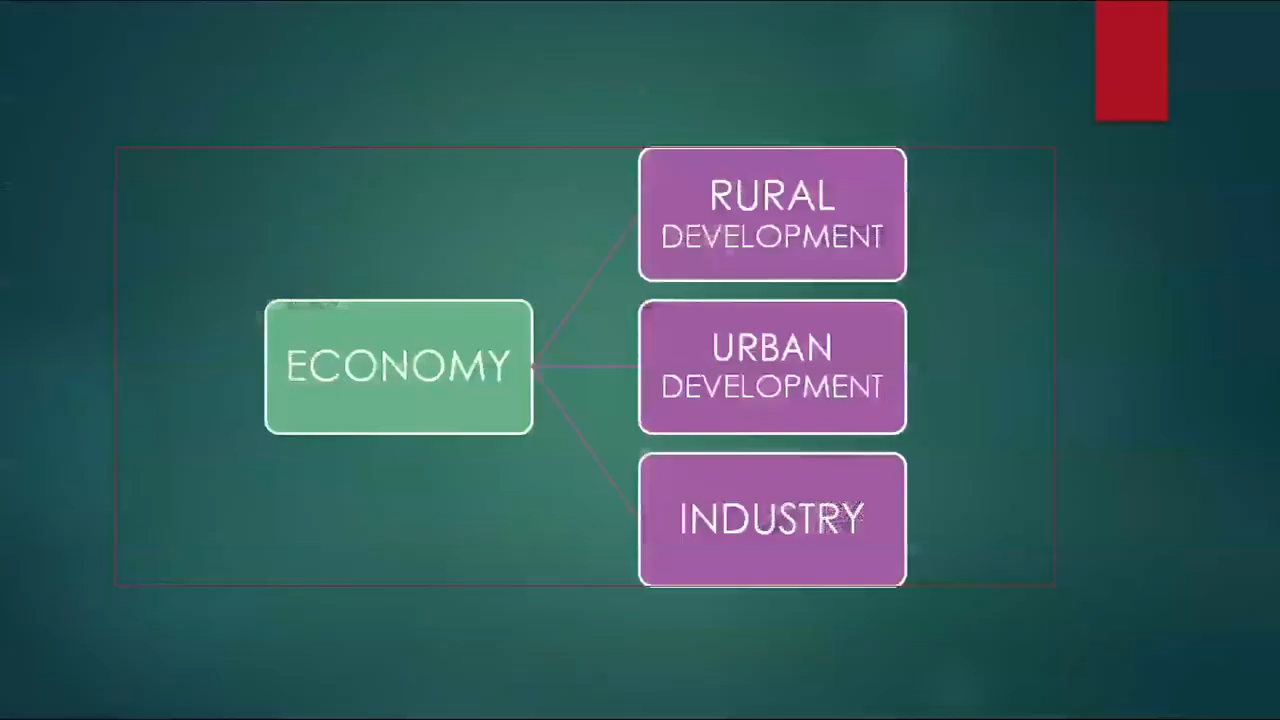 RURAL
DEVELOPMENT
ECONOMY
URBAN
DEVELOPMENT
INDUSTRY